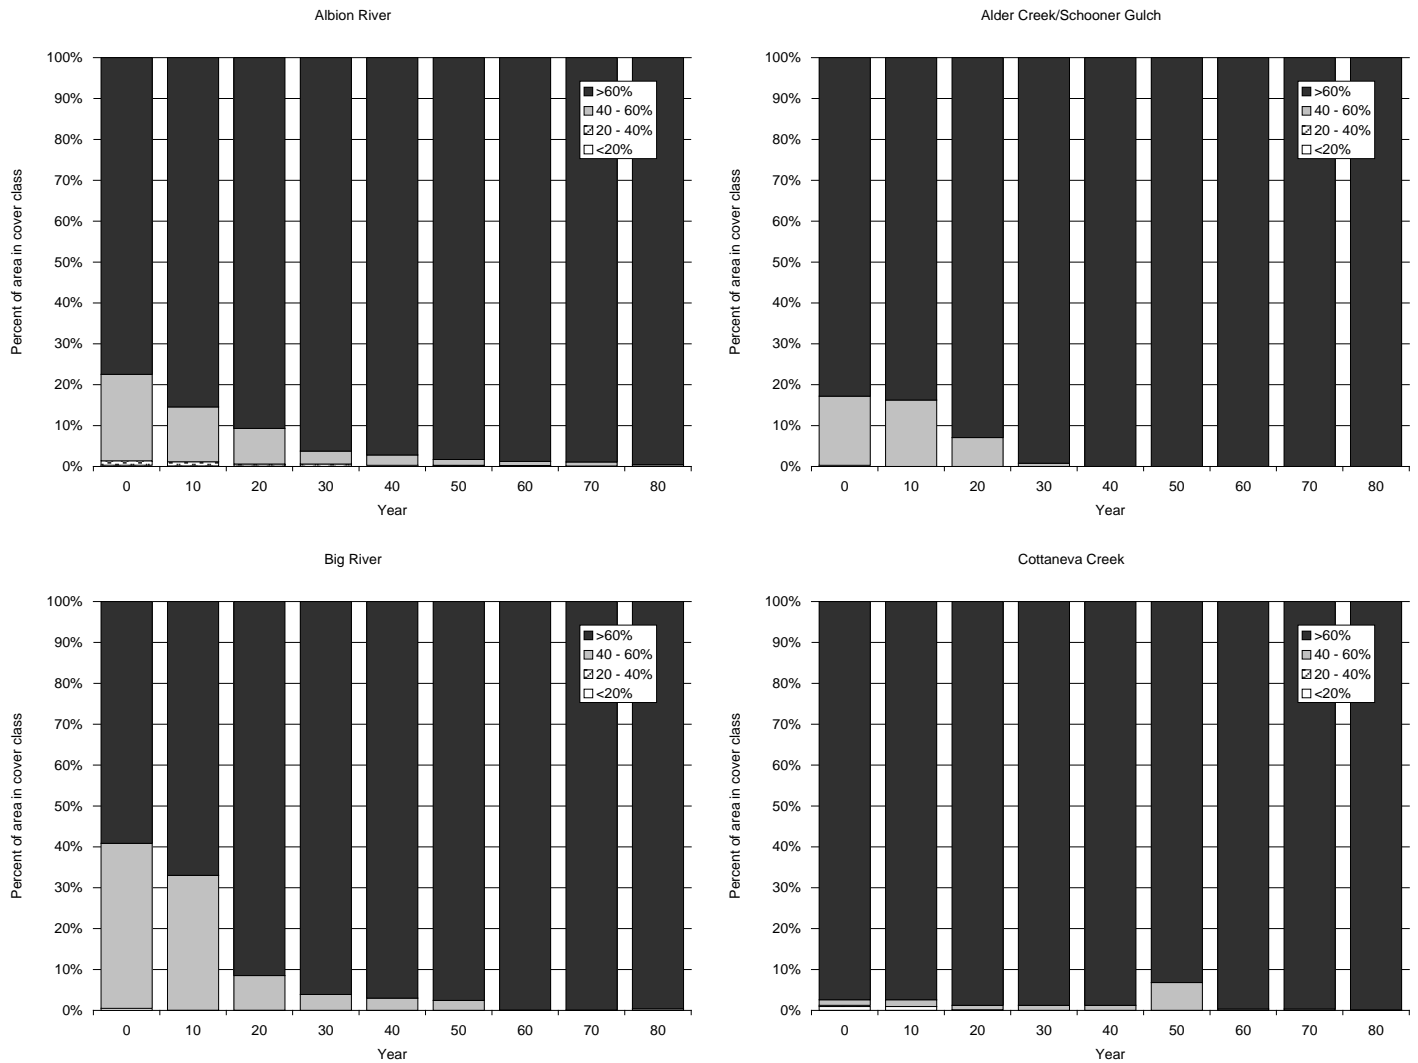 Albion River
100%
90%
80%
70%
60%
50%
40%
30%
20%
10%
0%
Percent of area in cover class
>60%
40 - 60%
20 - 40%
<20%
0 10 20 30 40 50 60 70 80
Year
Alder Creek/Schooner Gulch
100%
90%
80%
70%
60%
50%
40%
30%
20%
10%
0%
Percent of area in cover class
>60%
40 - 60%
20 - 40%
<20%
0 10 20 30 40 50 60 70 80
Year
Big River
100%
90%
80%
70%
60%
50%
40%
30%
20%
10%
0%
Percent of area in cover class
>60%
40 - 60%
20 - 40%
<20%
0 10 20 30 40 50 60 70 80
Year
Cottaneva Creek
100%
90%
80%
70%
60%
50%
40%
30%
20%
10%
0%
Percent of area in cover class
>60%
40 - 60%
20 - 40%
<20%
0 10 20 30 40 50 60 70 80
Year